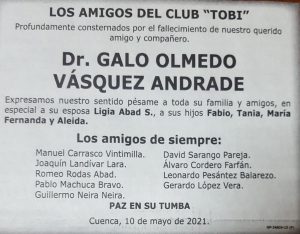 LOS AMIGOS DEL CLUB “TOBI”
Profundamente consternados por el fallecimiento de nuestro querido
amigo y compañero.
Dr. GALO OLMEDO
VÁSQUEZ ANDRADE
Expresamos nuestro sentido pésame a toda su familia y amigos, en
especial a su esposa Ligia Abad S., a sus hijos Fabio, Tania, María
Fernanda y Aleida.
Los amigos de siempre:
Manuel Carrasco Vintimilla.
Joaquín Landívar Lara.
Romeo Rodas Abad.
Pablo Machuca Bravo.
Guillermo Neira Neira.
David Sarango Pareja.
Álvaro Cordero Farfán.
Leonardo Pesántez Balarezo.
Gerardo López Vera.
PAZ EN SU TUMBA
Cuenca, 10 de mayo de 2021.